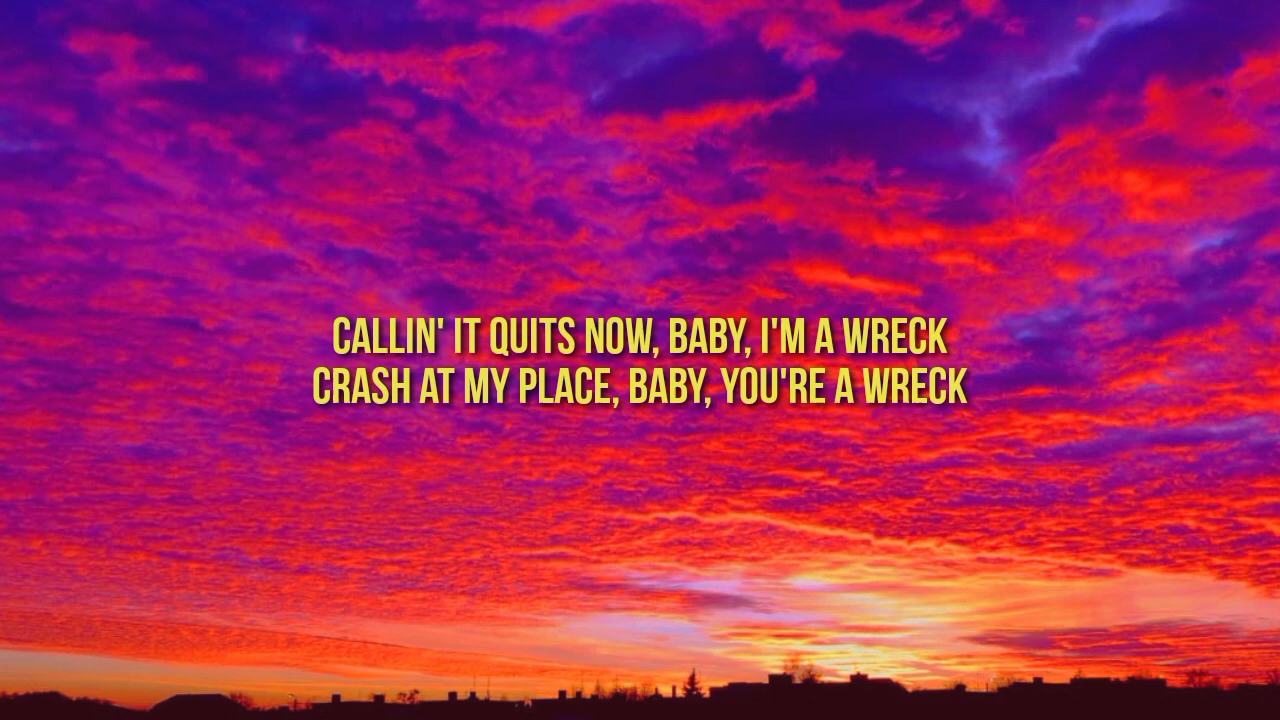 CALLIN' IT QUITS NOW, BABY, I'M A WRECK
CRASH AT MY PLACE, BABY, YOU'RE A WRECK